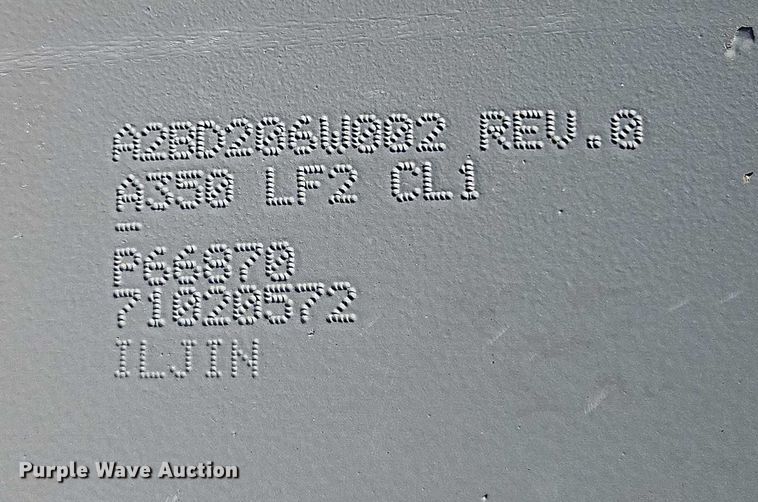 A2BD206W002 REV.0
A350 LF2 CL1
-
P66870
71020572
ILJIN
Purple Wave Auction